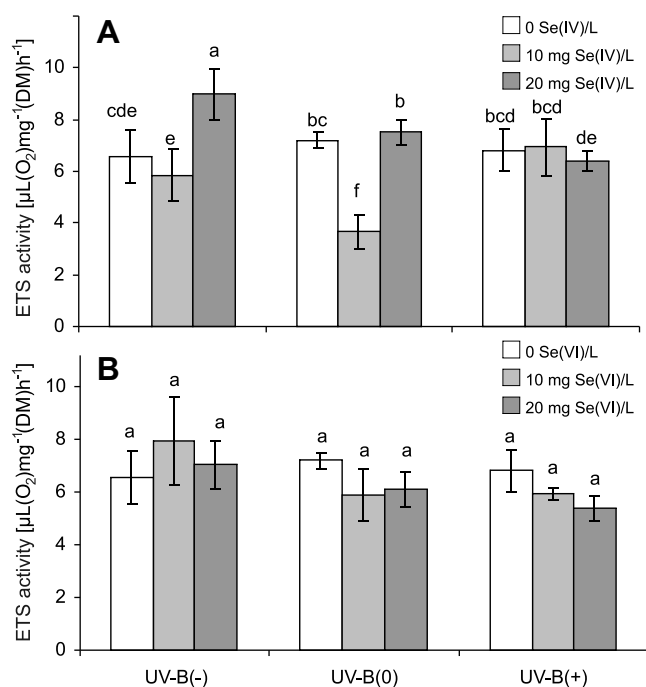 A
0 Se(IV)/L
10 mg Se(IV)/L
20 mg Se(IV)/L
ETS activity [µL(O₂)mg⁻¹(DM)h⁻¹]
10
8
6
4
2
0
cde
e
a
bc
f
b
bcd
bcd
de
B
0 Se(VI)/L
10 mg Se(VI)/L
20 mg Se(VI)/L
ETS activity [µL(O₂)mg⁻¹(DM)h⁻¹]
10
8
6
4
2
0
a
a
a
a
a
a
a
a
a
UV-B(-)
UV-B(0)
UV-B(+)